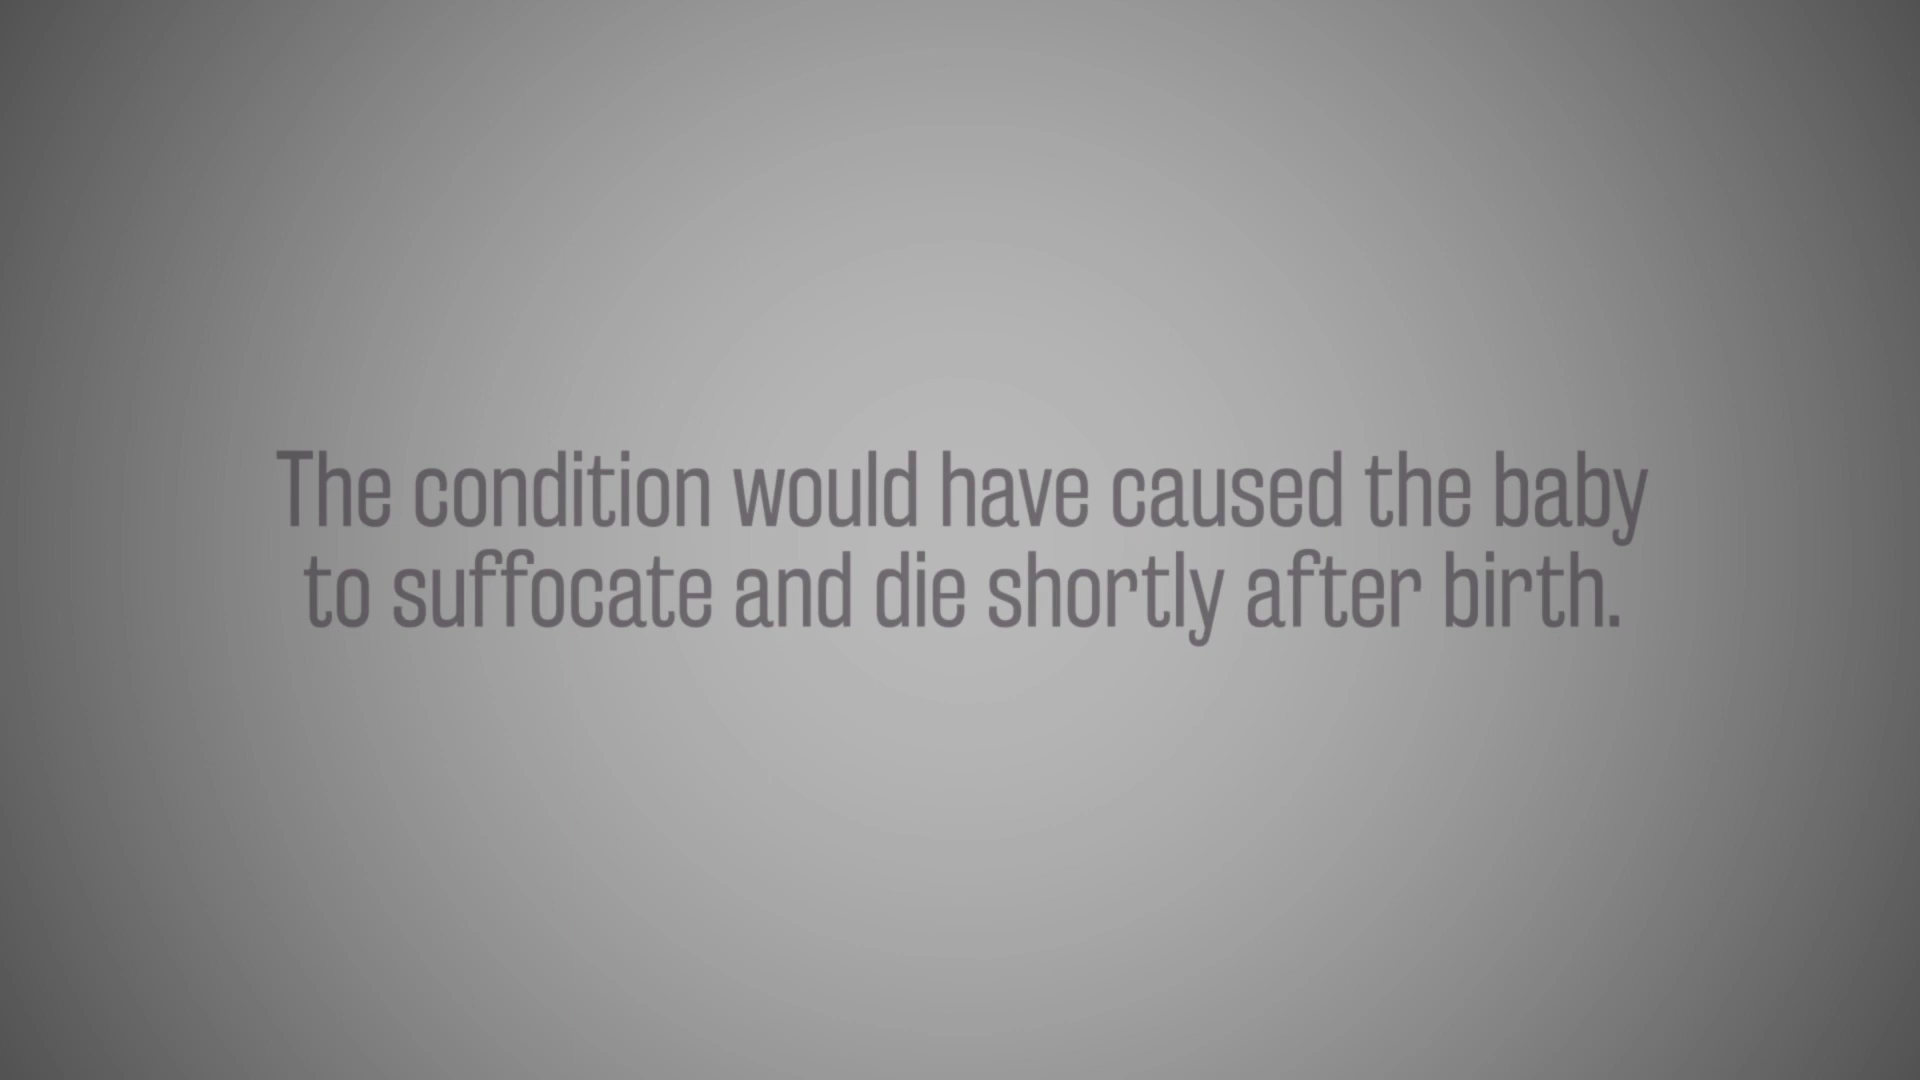 The condition would have caused the baby
to suffocate and die shortly after birth.